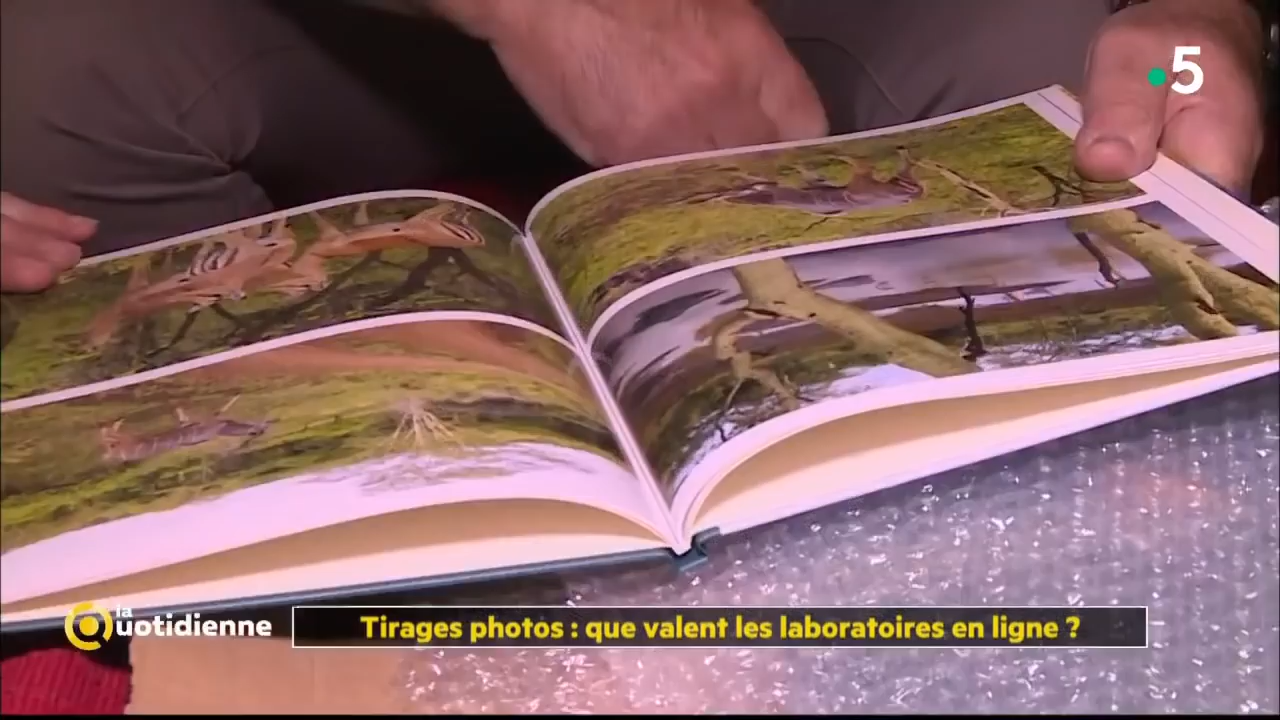 5
la Quotidienne
Tirages photos : que valent les laboratoires en ligne ?